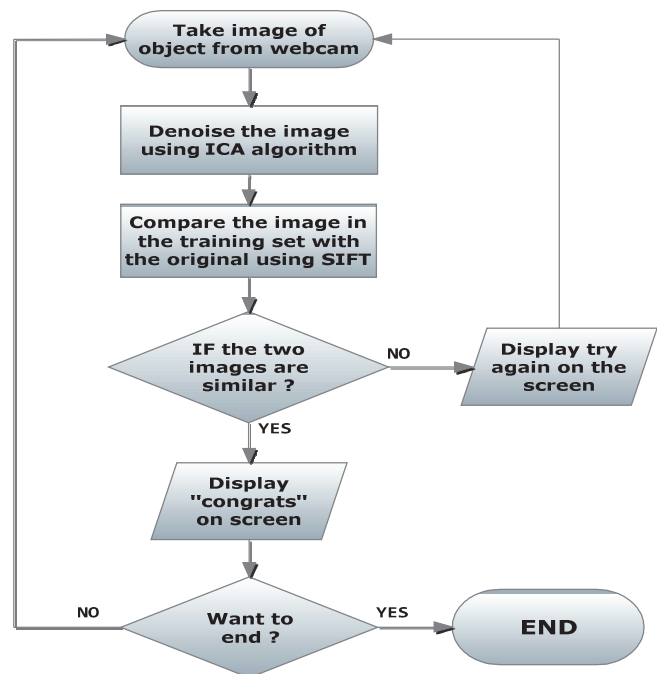 Take image of
object from webcam
Denoise the image
using ICA algorithm
Compare the image in
the training set with
the original using SIFT
IF the two
images are
similar ?
NO
Display try
again on the
screen
YES
Display
"congrats"
on screen
NO
Want to
end ?
YES
END